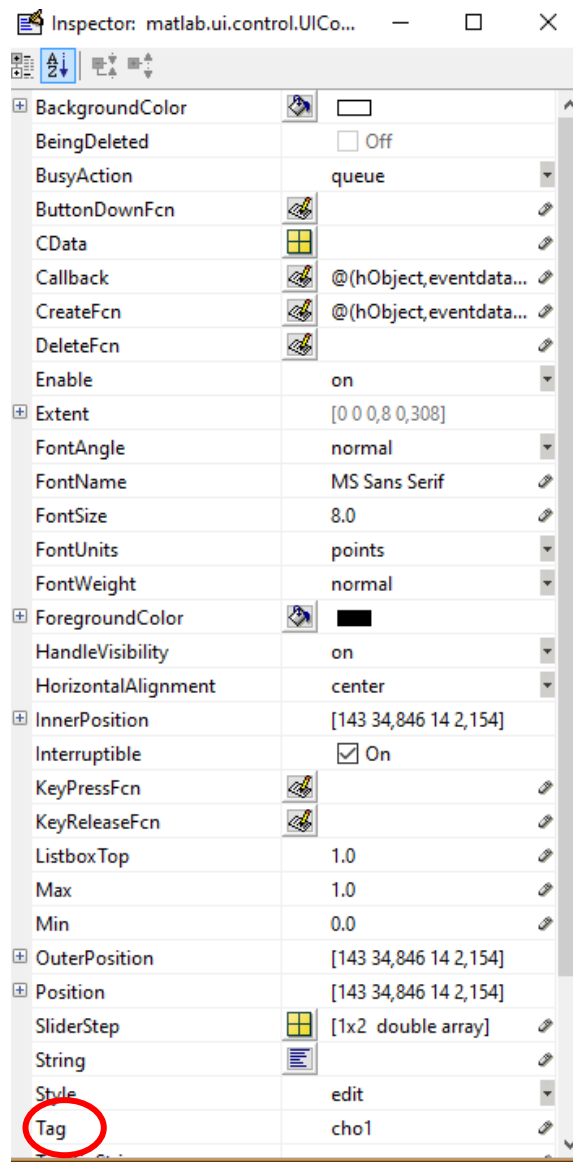 Inspector: matlab.ui.control.UICo...
BackgroundColor
BeingDeleted Off
BusyAction queue
ButtonDownFcn
CData
Callback @(hObject,eventdata...
CreateFcn @(hObject,eventdata...
DeleteFcn
Enable on
Extent [0 0 0,8 0,308]
FontAngle normal
FontName MS Sans Serif
FontSize 8.0
FontUnits points
FontWeight normal
ForegroundColor
HandleVisibility on
HorizontalAlignment center
InnerPosition [143 34,846 14 2,154]
Interruptible On
KeyPressFcn
KeyReleaseFcn
ListboxTop 1.0
Max 1.0
Min 0.0
OuterPosition [143 34,846 14 2,154]
Position [143 34,846 14 2,154]
SliderStep [1x2 double array]
String
Style edit
Tag cho1